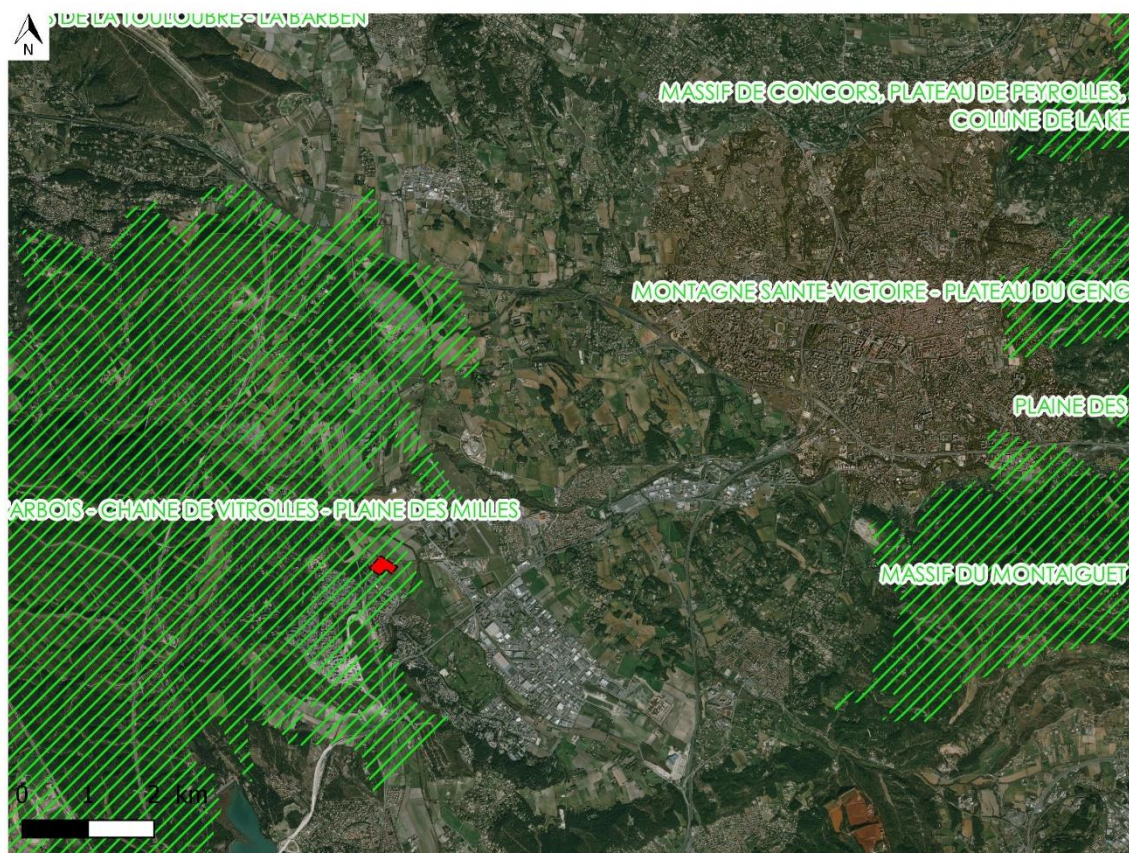 N
S DE LA TOULOUBRE - LA BARBEN
MASSIF DE CONCORS, PLATEAU DE PEYROLLES,
COLLINE DE LA KE
MONTAGNE SAINTE-VICTOIRE - PLATEAU DU CENG
PLAINE DES
ARBOIS - CHAINE DE VITROLLES - PLAINE DES MILLES
MASSIF DU MONTAIGUET
0 1 2 km